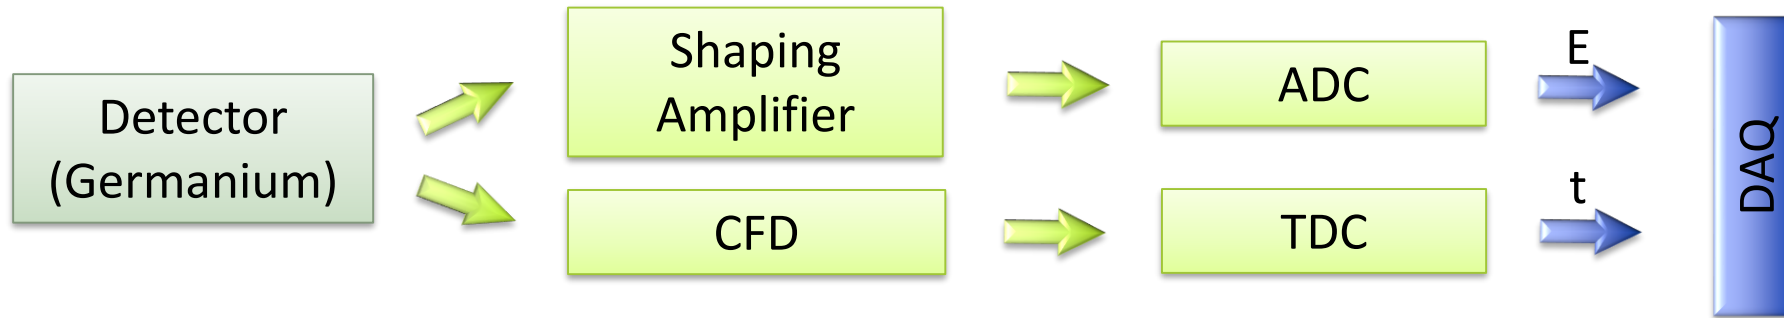 Detector
(Germanium)
Shaping
Amplifier
ADC
E
CFD
TDC
t
DAQ